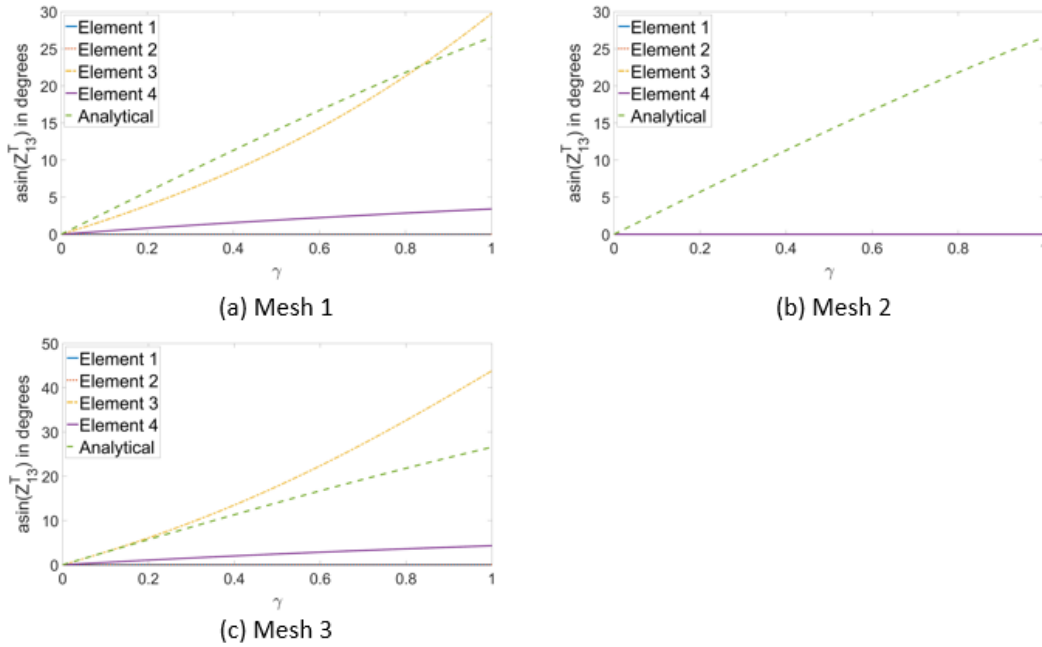 30
25
20
15
10
5
0
asin(Z_13^T) in degrees
Element 1
Element 2
Element 3
Element 4
Analytical
0 0.2 0.4 0.6 0.8 1
γ
(a) Mesh 1
30
25
20
15
10
5
0
asin(Z_13^T) in degrees
Element 1
Element 2
Element 3
Element 4
Analytical
0 0.2 0.4 0.6 0.8 1
γ
(b) Mesh 2
50
40
30
20
10
0
asin(Z_13^T) in degrees
Element 1
Element 2
Element 3
Element 4
Analytical
0 0.2 0.4 0.6 0.8 1
γ
(c) Mesh 3